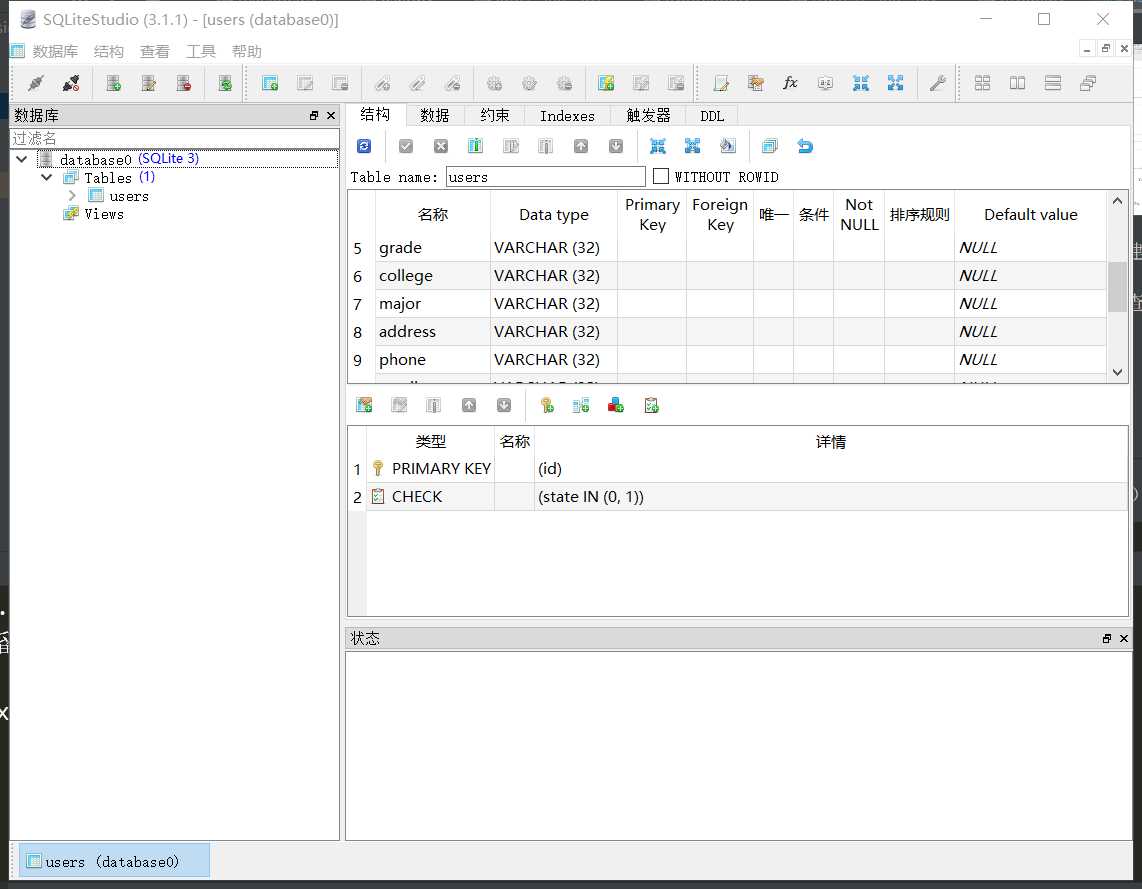 SQLiteStudio (3.1.1) - [users (database0)]
数据库 结构 查看 工具 帮助
数据库
过滤名
database0 (SQLite 3)
Tables (1)
users
Views
结构 数据 约束 Indexes 触发器 DDL
Table name: users WITHOUT ROWID
名称 Data type Primary Key Foreign Key 唯一 条件 Not NULL 排序规则 Default value
5 grade VARCHAR (32) NULL
6 college VARCHAR (32) NULL
7 major VARCHAR (32) NULL
8 address VARCHAR (32) NULL
9 phone VARCHAR (32) NULL
类型 名称 详情
1 PRIMARY KEY (id)
2 CHECK (state IN (0, 1))
状态
users (database0)